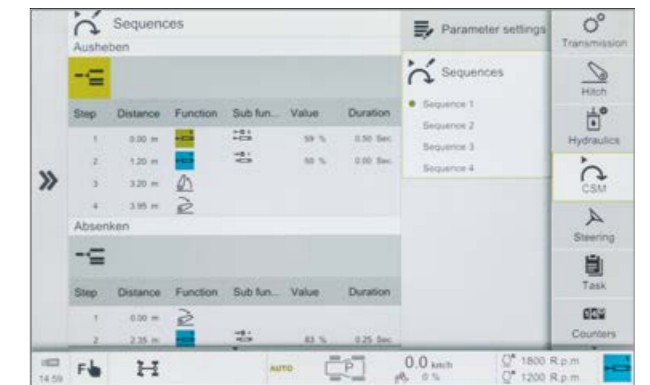 Sequences
Ausheben
Step Distance Function Sub fun... Value Duration
1 0.00 m 59 % 0.50 Sec.
2 1.20 m 50 % 0.80 Sec.
3 3.20 m
4 3.95 m
Absenken
Step Distance Function Sub fun... Value Duration
1 0.00 m
2 2.35 m 83 % 0.25 Sec.
Parameter settings
Sequences
Sequence 1
Sequence 2
Sequence 3
Sequence 4
Transmission
Hitch
Hydraulics
CSM
Steering
Task
Counters
14:59
F
AUTO
P
0.0 km/h
0 %
1800 R.p.m
1200 R.p.m